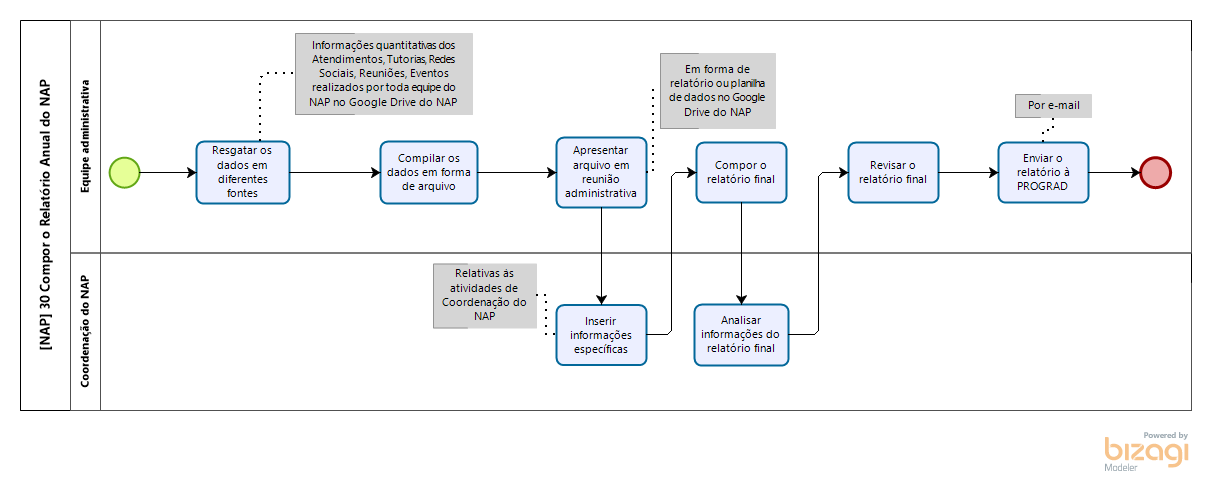 [NAP] 30 Compor o Relatório Anual do NAP
Equipe administrativa
Informações quantitativas dos
Atendimentos, Tutorias, Redes
Sociais, Reuniões, Eventos
realizados por toda equipe do
NAP no Google Drive do NAP
Em forma de
relatório ou planilha
de dados no Google
Drive do NAP
Por e-mail
Resgatar os
dados em
diferentes
fontes
Compilar os
dados em forma
de arquivo
Apresentar
arquivo em
reunião
administrativa
Compor o
relatório final
Revisar o
relatório final
Enviar o
relatório à
PROGRAD
Coordenação do NAP
Relativas às
atividades de
Coordenação do
NAP
Inserir
informações
específicas
Analisar
informações do
relatório final
Powered by
bizagi
Modeler